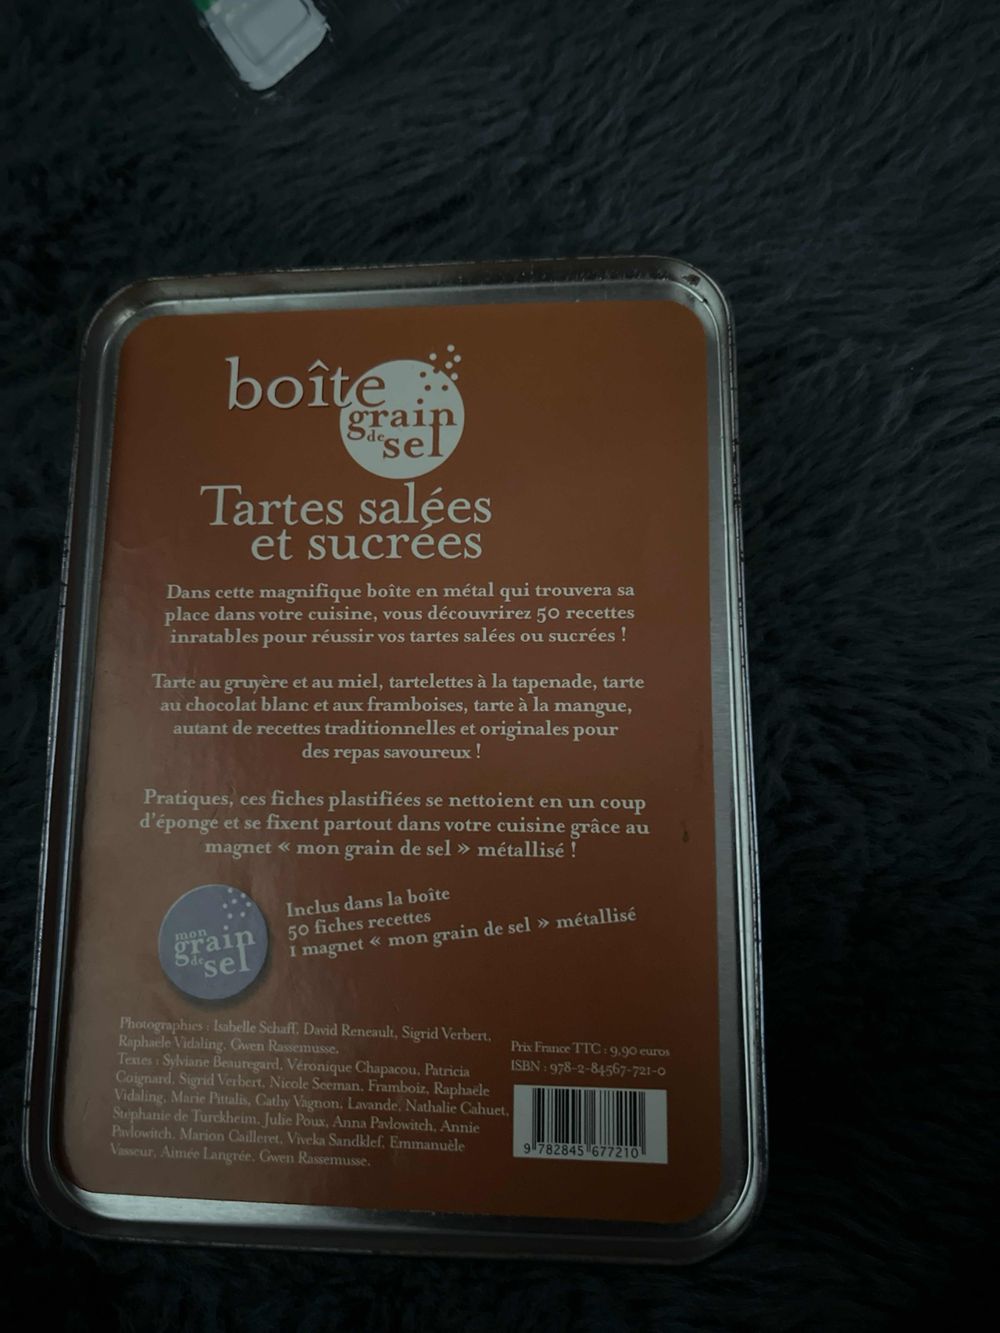 boîte
grain
de sel
Tartes salées
et sucrées
Dans cette magnifique boîte en métal qui trouvera sa
place dans votre cuisine, vous découvrirez 50 recettes
inratables pour réussir vos tartes salées ou sucrées !
Tarte au gruyère et au miel, tartelettes à la tapenade, tarte
au chocolat blanc et aux framboises, tarte à la mangue,
autant de recettes traditionnelles et originales pour
des repas savoureux !
Pratiques, ces fiches plastifiées se nettoient en un coup
d'éponge et se fixent partout dans votre cuisine grâce au
magnet « mon grain de sel » métallisé !
mon
grain
de sel
Inclus dans la boîte
50 fiches recettes
1 magnet « mon grain de sel » métallisé
Photographies : Isabelle Schaff, David Reneault, Sigrid Verbert,
Raphaele Vidaling, Gwen Rassemusse.
Textes : Sylviane Beauregard, Véronique Chapacou, Patricia
Coignard, Sigrid Verbert, Nicole Seeman, Framboiz, Raphaële
Vidaling, Marie Pittalis, Cathy Vagnon, Lavande, Nathalie Cahuet,
Stéphanie de Turckheim, Julie Poux, Anna Pavlowitch, Annie
Pavlowitch, Marion Cailleret, Viveka Sandklef, Emmanuèle
Vasseur, Aimée Langrée, Gwen Rassemusse.
Prix France TTC : 9,90 euros
ISBN : 978-2-84567-721-0
9 782845 677210